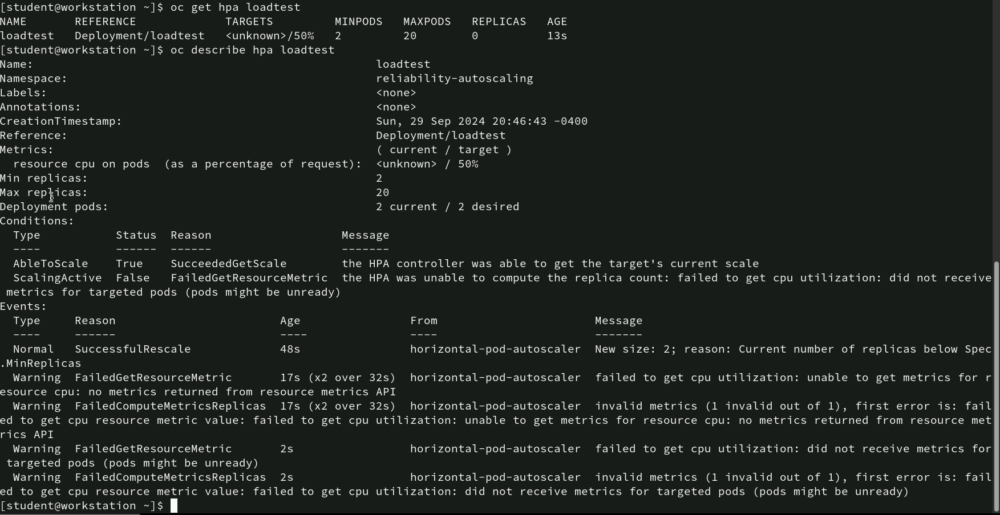 [student@workstation ~]$ oc get hpa loadtest
NAME       REFERENCE             TARGETS         MINPODS   MAXPODS   REPLICAS   AGE
loadtest   Deployment/loadtest   <unknown>/50%   2         20        0          13s
[student@workstation ~]$ oc describe hpa loadtest
Name:                                                  loadtest
Namespace:                                             reliability-autoscaling
Labels:                                                <none>
Annotations:                                           <none>
CreationTimestamp:                                     Sun, 29 Sep 2024 20:46:43 -0400
Reference:                                             Deployment/loadtest
Metrics:                                               ( current / target )
  resource cpu on pods  (as a percentage of request):  <unknown> / 50%
Min replicas:                                          2
Max replicas:                                          20
Deployment pods:                                       2 current / 2 desired
Conditions:
  Type           Status  Reason                   Message
  ----           ------  ------                   -------
  AbleToScale    True    SucceededGetScale        the HPA controller was able to get the target's current scale
  ScalingActive  False   FailedGetResourceMetric  the HPA was unable to compute the replica count: failed to get cpu utilization: did not receive
 metrics for targeted pods (pods might be unready)
Events:
  Type     Reason                        Age                From                       Message
  ----     ------                        ----               ----                       -------
  Normal   SuccessfulRescale             48s                horizontal-pod-autoscaler  New size: 2; reason: Current number of replicas below Spec
.MinReplicas
  Warning  FailedGetResourceMetric       17s (x2 over 32s)  horizontal-pod-autoscaler  failed to get cpu utilization: unable to get metrics for r
esource cpu: no metrics returned from resource metrics API
  Warning  FailedComputeMetricsReplicas  17s (x2 over 32s)  horizontal-pod-autoscaler  invalid metrics (1 invalid out of 1), first error is: fail
ed to get cpu resource metric value: failed to get cpu utilization: unable to get metrics for resource cpu: no metrics returned from resource met
rics API
  Warning  FailedGetResourceMetric       2s                 horizontal-pod-autoscaler  failed to get cpu utilization: did not receive metrics for
 targeted pods (pods might be unready)
  Warning  FailedComputeMetricsReplicas  2s                 horizontal-pod-autoscaler  invalid metrics (1 invalid out of 1), first error is: fail
ed to get cpu resource metric value: failed to get cpu utilization: did not receive metrics for targeted pods (pods might be unready)
[student@workstation ~]$